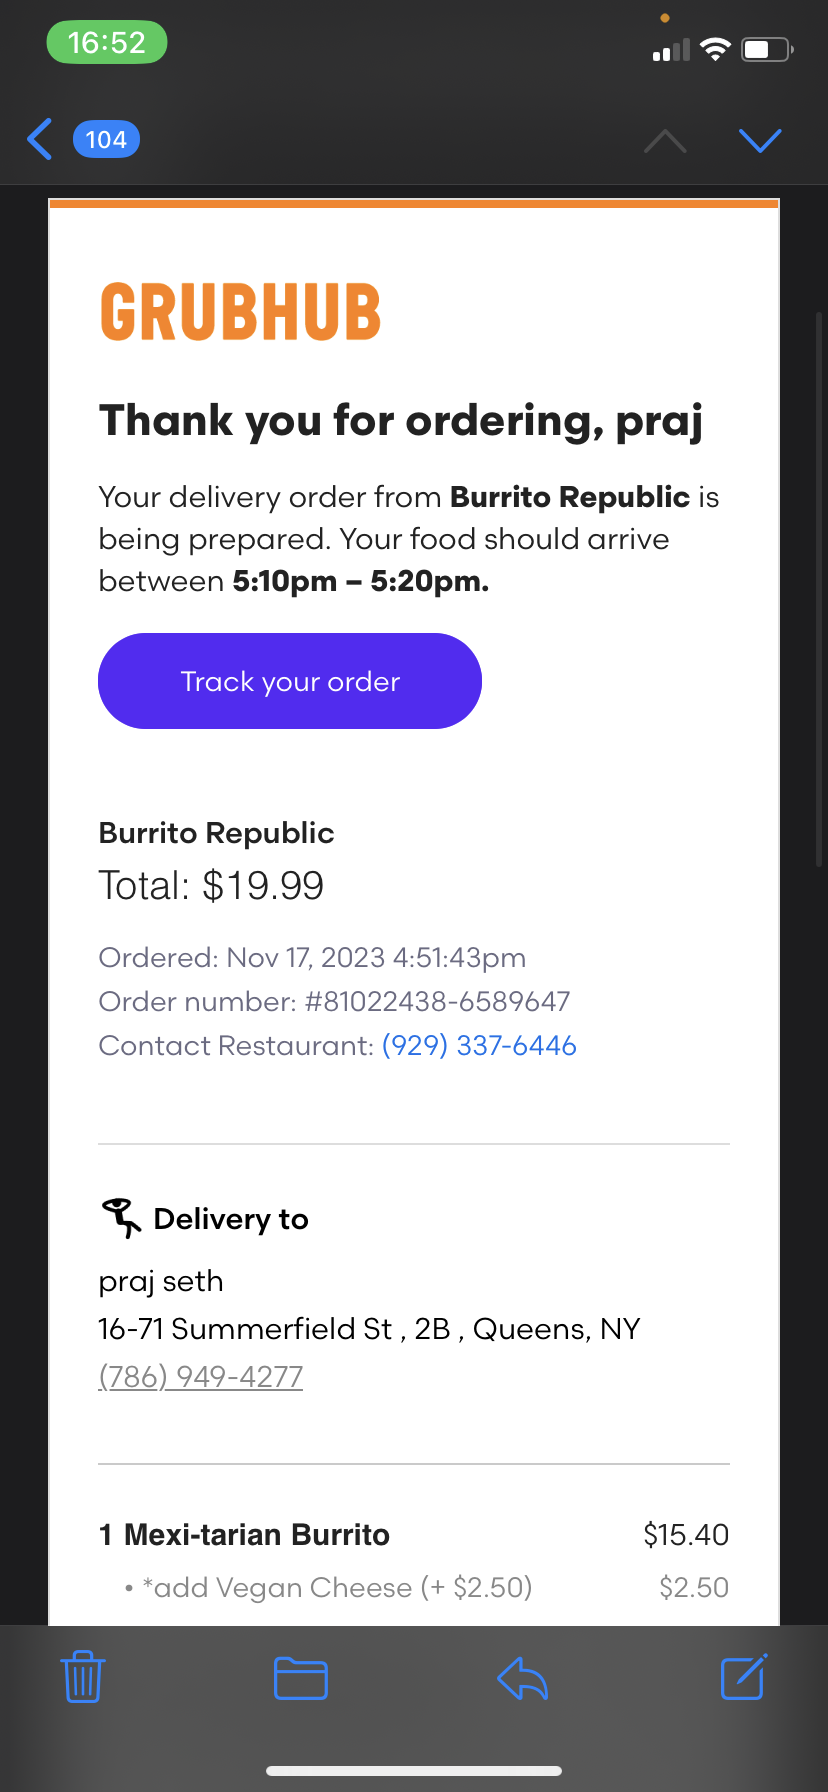 16:52
104
GRUBHUB
Thank you for ordering, praj
Your delivery order from Burrito Republic is
being prepared. Your food should arrive
between 5:10pm – 5:20pm.
Track your order
Burrito Republic
Total: $19.99
Ordered: Nov 17, 2023 4:51:43pm
Order number: #81022438-6589647
Contact Restaurant: (929) 337-6446
Delivery to
praj seth
16-71 Summerfield St , 2B , Queens, NY
(786) 949-4277
1 Mexi-tarian Burrito $15.40
• *add Vegan Cheese (+ $2.50) $2.50